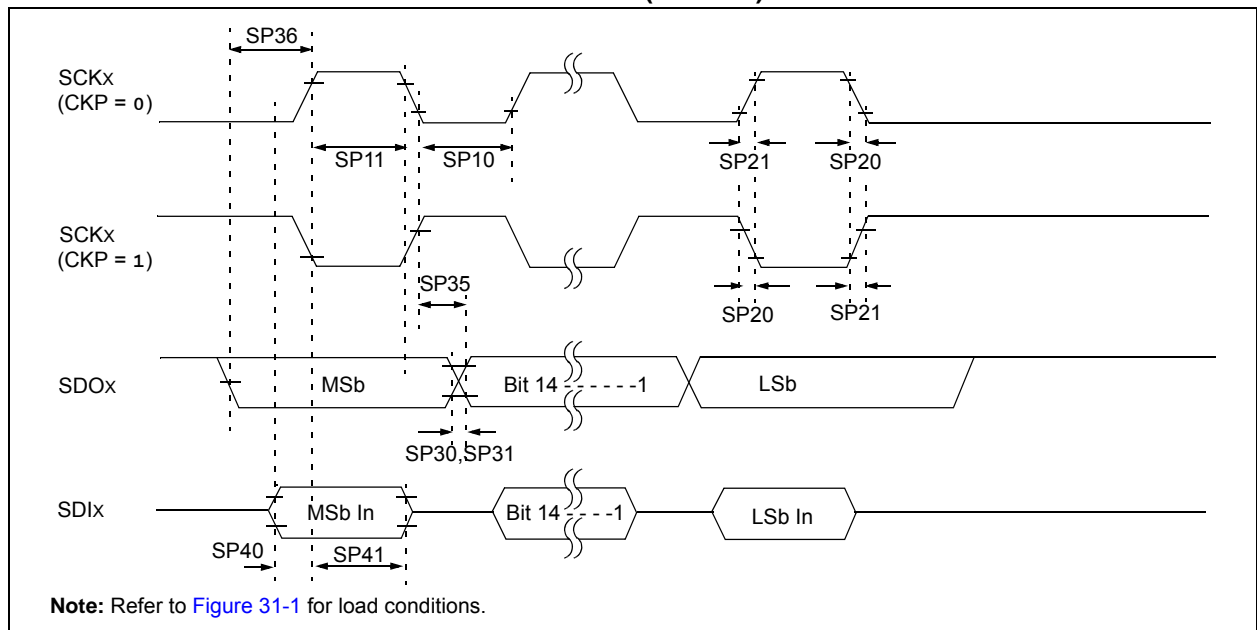 SP36
SCKx
(CKP = 0)
SP11
SP10
SP21
SP20
SCKx
(CKP = 1)
SP35
SP20
SP21
SDOx
MSb
Bit 14 - - - - - -1
LSb
SP30,SP31
SDIx
MSb In
Bit 14 - - - -1
LSb In
SP40
SP41
Note: Refer to Figure 31-1 for load conditions.